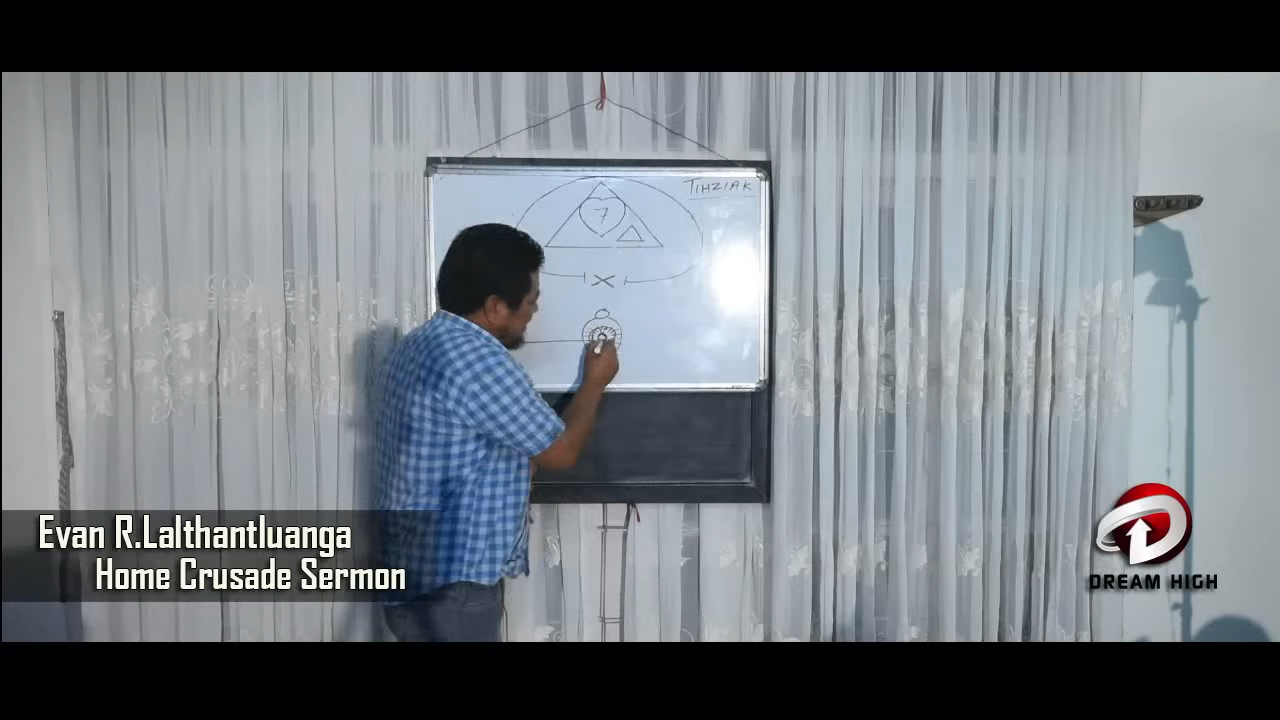 TIHZIAK
7
X
Evan R.Lalthantluanga
Home Crusade Sermon
DREAM HIGH